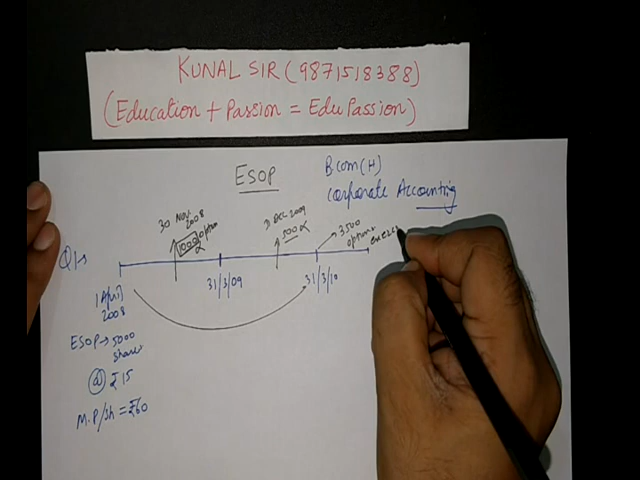 KUNAL SIR (9871518388)
(Education + Passion = EduPassion)
ESOP
B.com (H)
Corporate Accounting
Q1→
30 Nov 2008
1000 option
31 DEC 2009
500
3500
options
1 April
2008
31/3/09
31/3/10
ESOP → 5000
shares
@ ₹15
M.P/sh = ₹60